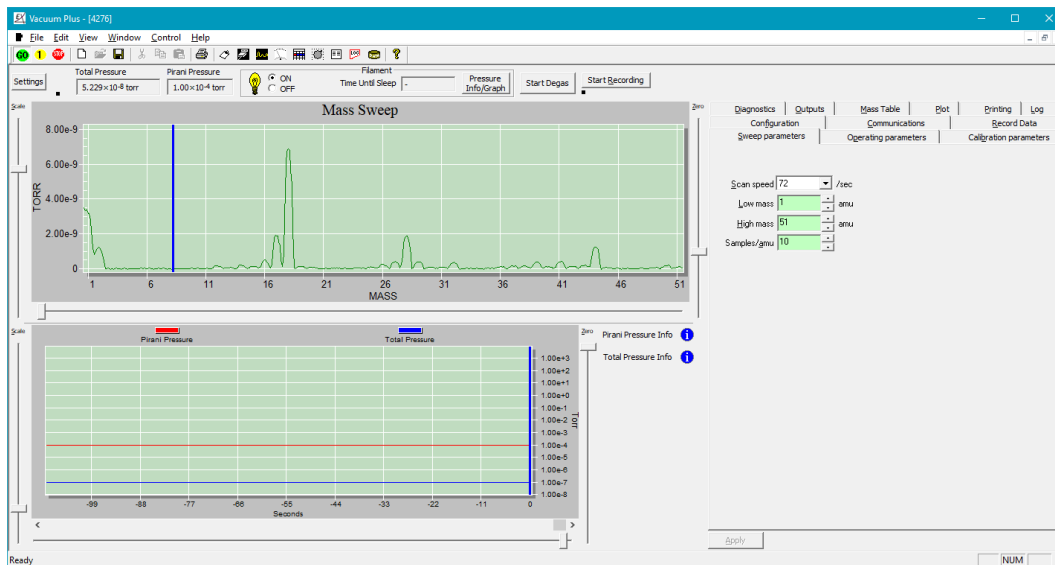 Vacuum Plus - [4276]
File Edit View Window Control Help
GO 1 STOP
Settings
Total Pressure
5.229×10-8 torr
Pirani Pressure
1.00×10-4 torr
ON
OFF
Filament
Time Until Sleep -
Pressure
Info/Graph
Start Degas
Start Recording
Scale
Mass Sweep
Zero
TORR
8.00e-9
6.00e-9
4.00e-9
2.00e-9
0
1 6 11 16 21 26 31 36 41 46 51
MASS
Diagnostics Outputs Mass Table Plot Printing Log
Configuration Communications Record Data
Sweep parameters Operating parameters Calibration parameters
Scan speed 72 /sec
Low mass 1 amu
High mass 51 amu
Samples/amu 10
Scale
Pirani Pressure Total Pressure
Zero
Pirani Pressure Info
Total Pressure Info
1.00e+3
1.00e+2
1.00e+1
1.00e+0
1.00e-1
1.00e-2
1.00e-3
1.00e-4
1.00e-5
1.00e-6
1.00e-7
1.00e-8
Torr
-99 -88 -77 -66 -55 -44 -33 -22 -11 0
Seconds
Apply
Ready
NUM